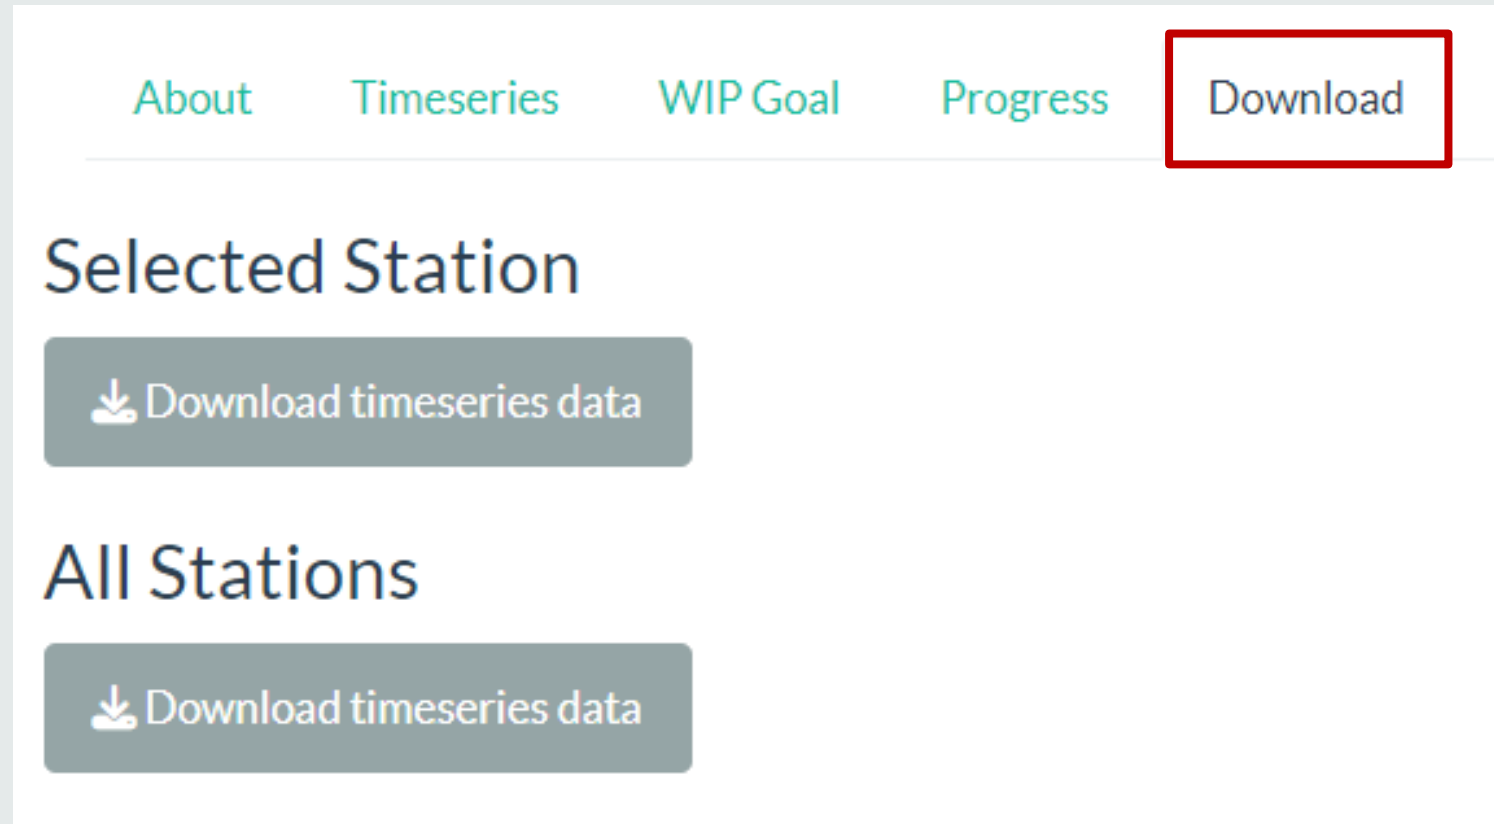 About Timeseries WIP Goal Progress Download
Selected Station
Download timeseries data
All Stations
Download timeseries data